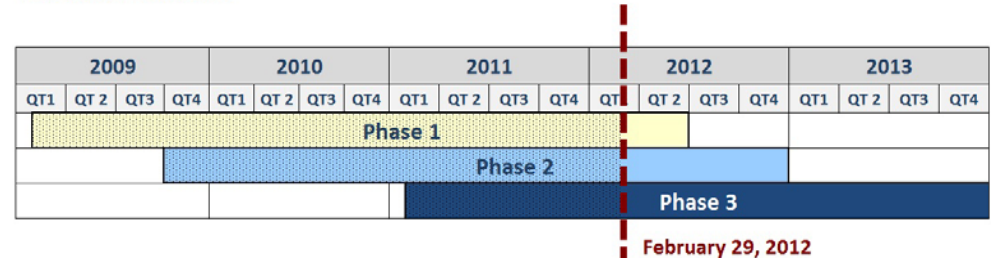 2009 2010 2011 2012 2013
QT1 QT 2 QT3 QT4 QT1 QT 2 QT3 QT4 QT1 QT 2 QT3 QT4 QT QT 2 QT3 QT4 QT1 QT 2 QT3 QT4
Phase 1
Phase 2
Phase 3
February 29, 2012